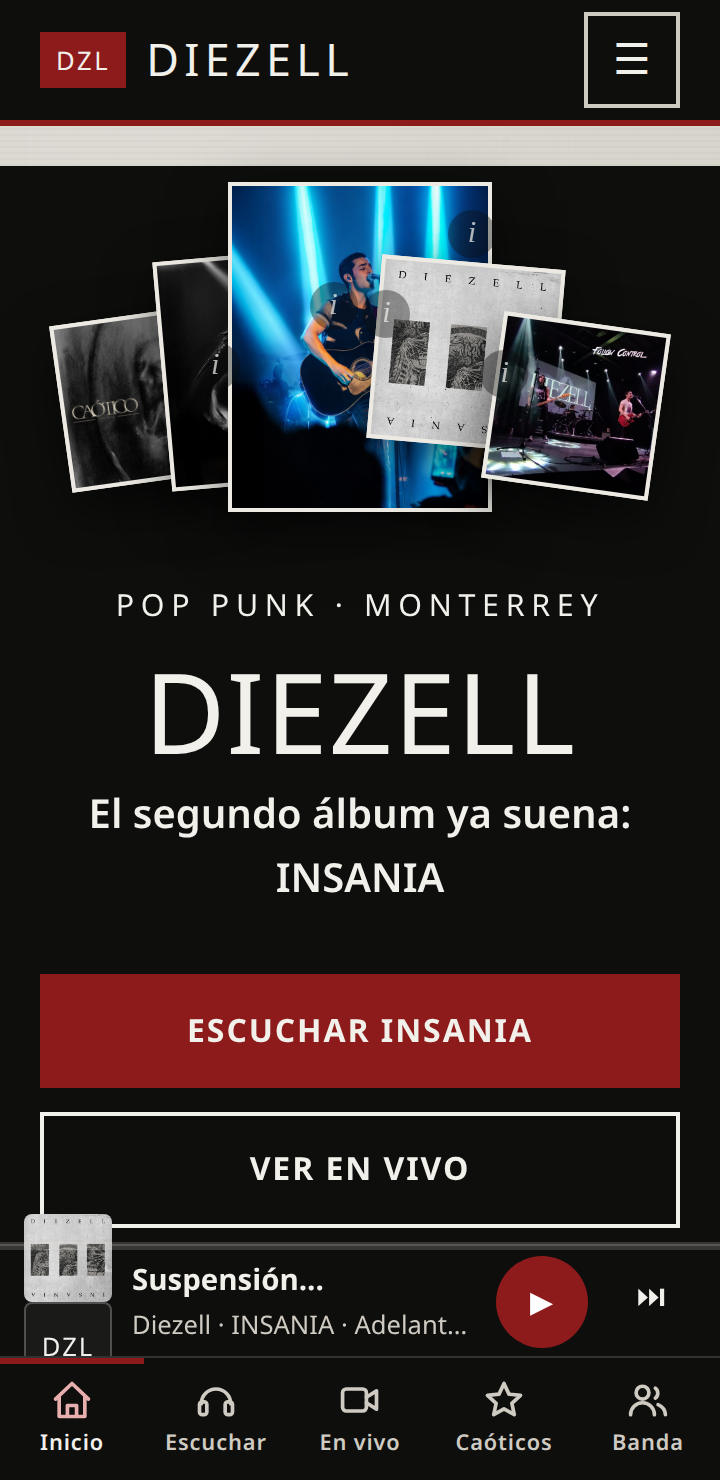 DZL DIEZELL
CAÓTICO
DIEZELL
INSANIA
FOLLOW CONTROL
DIEZELL
POP PUNK · MONTERREY
DIEZELL
El segundo álbum ya suena:
INSANIA
ESCUCHAR INSANIA
VER EN VIVO
DIEZELL
INSANIA
Suspensión...
Diezell · INSANIA · Adelant...
DZL
Inicio Escuchar En vivo Caóticos Banda